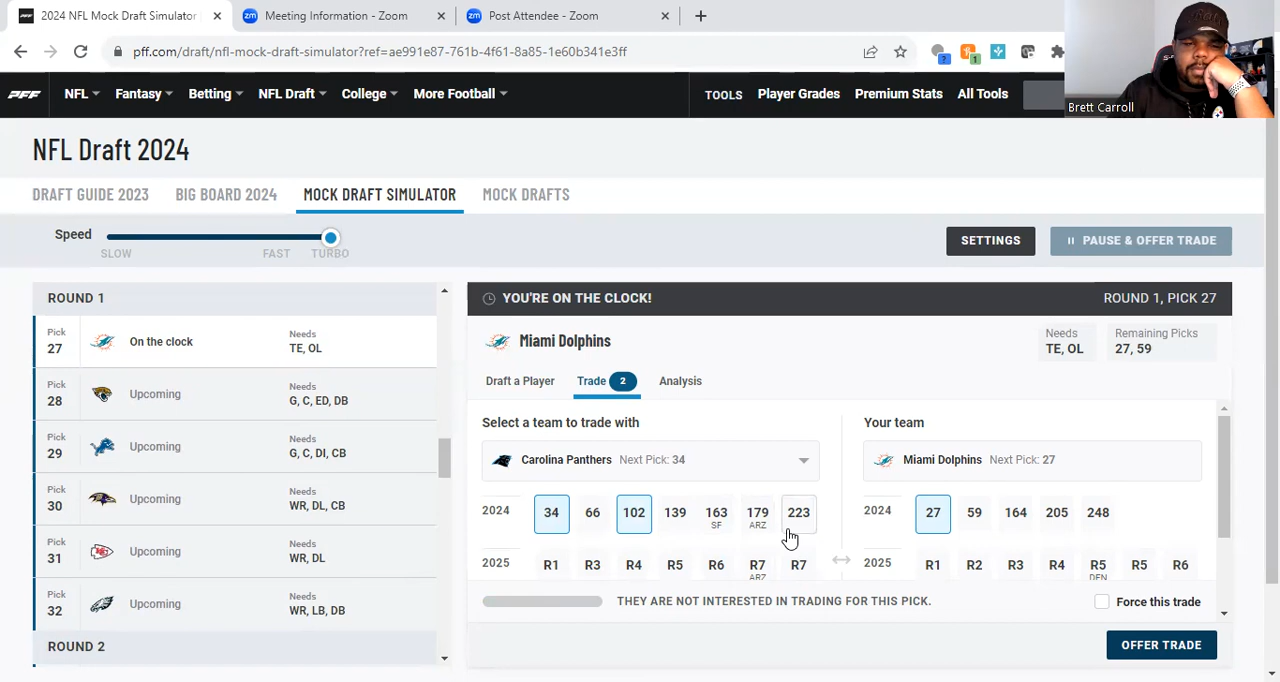 2024 NFL Mock Draft Simulator
Meeting Information - Zoom
Post Attendee - Zoom
pff.com/draft/nfl-mock-draft-simulator?ref=ae991e87-761b-4f61-8a85-1e60b341e3ff
Brett Carroll
PFF NFL Fantasy Betting NFL Draft College More Football TOOLS Player Grades Premium Stats All Tools
NFL Draft 2024
DRAFT GUIDE 2023 BIG BOARD 2024 MOCK DRAFT SIMULATOR MOCK DRAFTS
Speed
SLOW FAST TURBO
SETTINGS
PAUSE & OFFER TRADE
ROUND 1
Pick 27 On the clock Needs TE, OL
Pick 28 Upcoming Needs G, C, ED, DB
Pick 29 Upcoming Needs G, C, DI, CB
Pick 30 Upcoming Needs WR, DL, CB
Pick 31 Upcoming Needs WR, DL
Pick 32 Upcoming Needs WR, LB, DB
ROUND 2
YOU'RE ON THE CLOCK! ROUND 1, PICK 27
Miami Dolphins
Needs TE, OL
Remaining Picks 27, 59
Draft a Player Trade 2 Analysis
Select a team to trade with
Carolina Panthers Next Pick: 34
2024 34 66 102 139 163 SF 179 ARZ 223
2025 R1 R3 R4 R5 R6 R7 ARZ R7
Your team
Miami Dolphins Next Pick: 27
2024 27 59 164 205 248
2025 R1 R2 R3 R4 R5 DEN R5 R6
THEY ARE NOT INTERESTED IN TRADING FOR THIS PICK.
Force this trade
OFFER TRADE